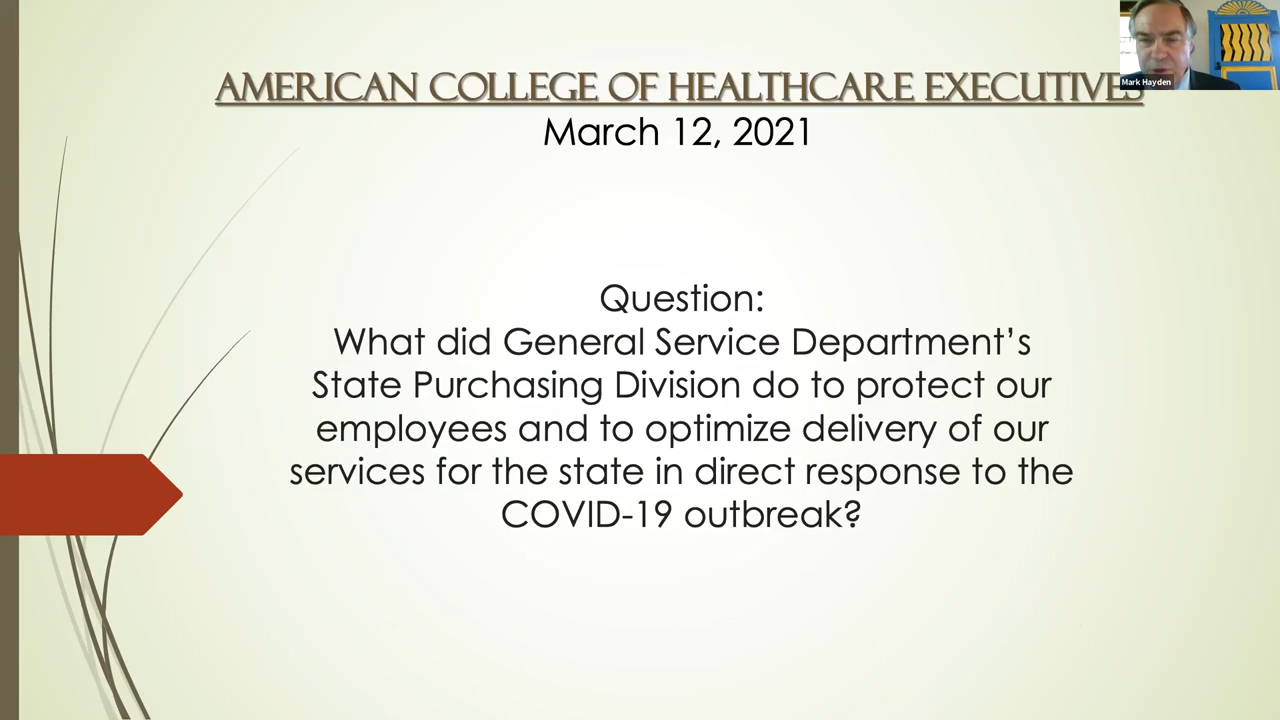 AMERICAN COLLEGE OF HEALTHCARE EXECUTIVES
March 12, 2021
Mark Hayden
Question:
What did General Service Department's
State Purchasing Division do to protect our
employees and to optimize delivery of our
services for the state in direct response to the
COVID-19 outbreak?